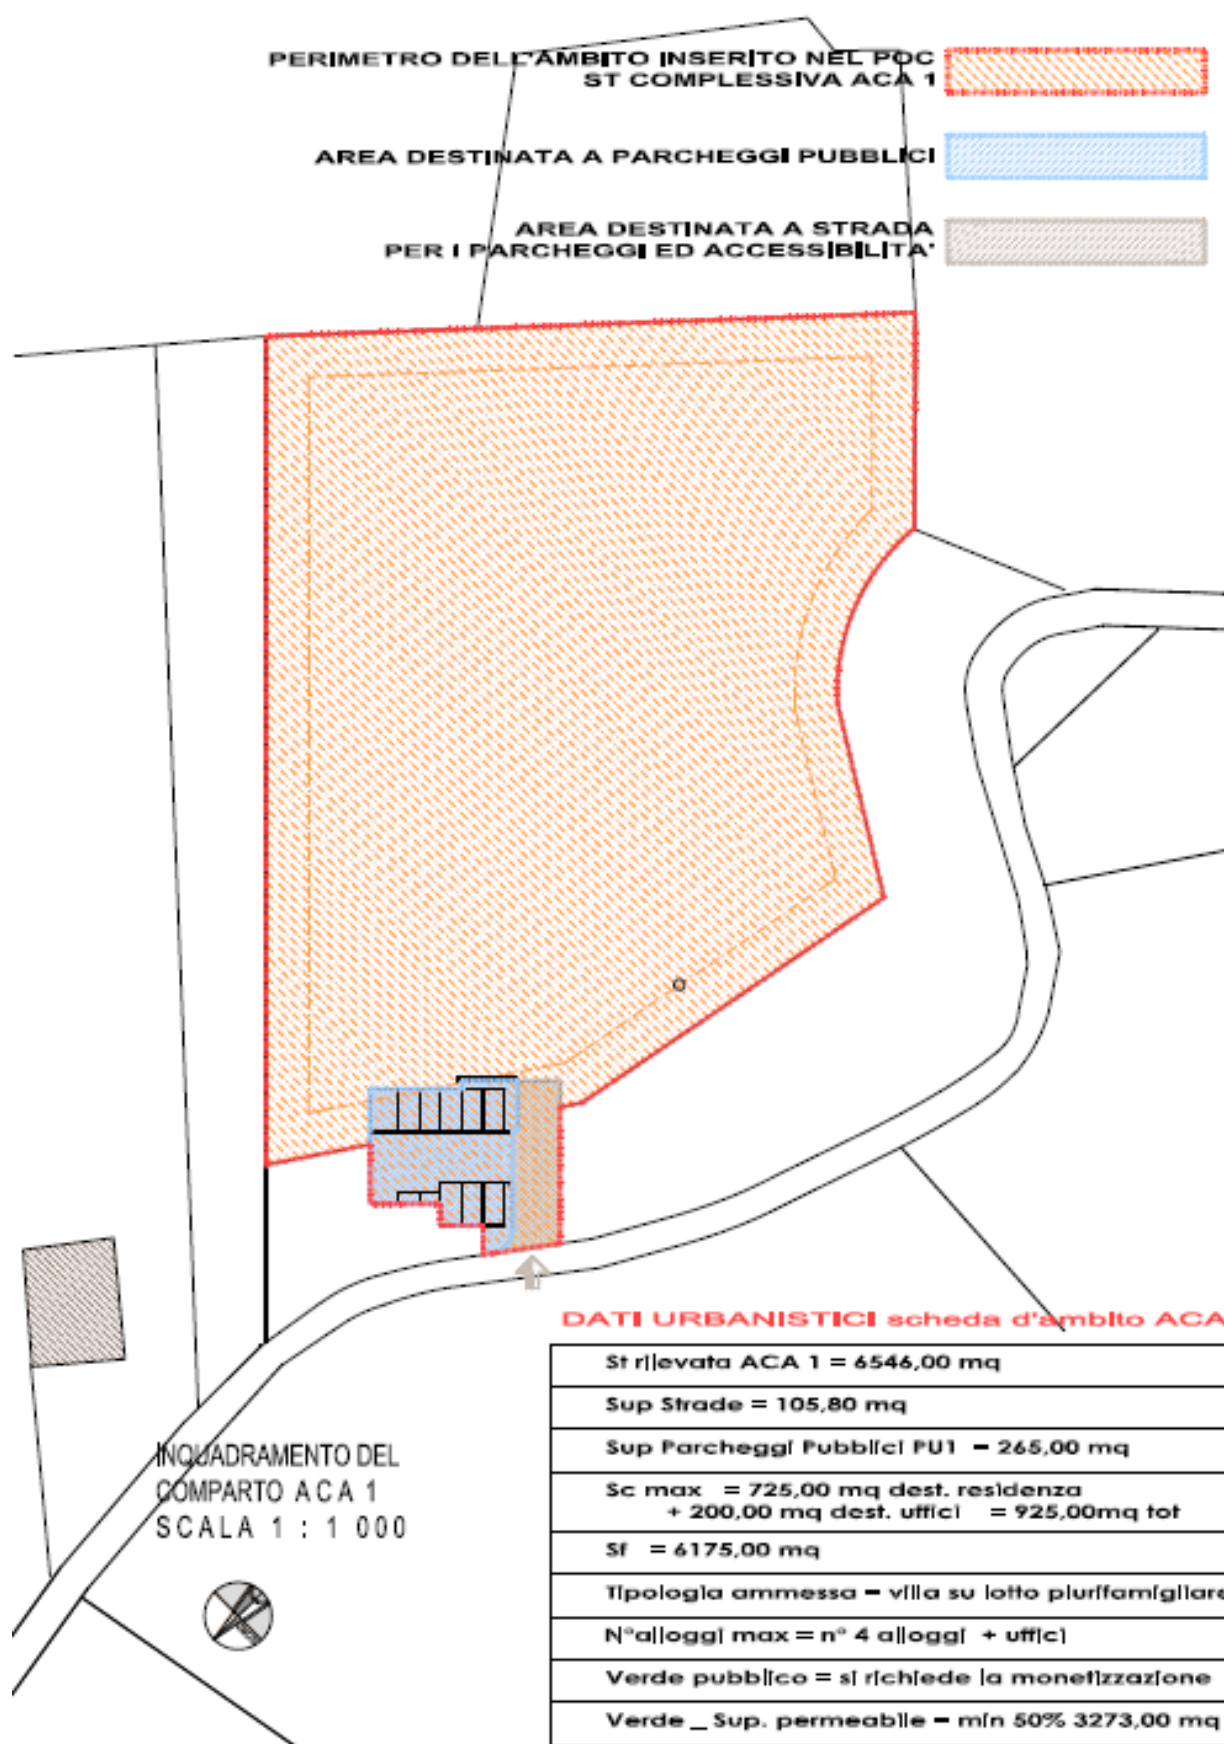 PERIMETRO DELL'AMBITO INSERITO NEL POC
ST COMPLESSIVA ACA 1
AREA DESTINATA A PARCHEGGI PUBBLICI
AREA DESTINATA A STRADA
PER I PARCHEGGI ED ACCESSIBILITA'
INQUADRAMENTO DEL
COMPARTO A C A 1
SCALA 1 : 1 000
DATI URBANISTICI scheda d'ambito ACA
St rilevata ACA 1 = 6546,00 mq
Sup Strade = 105,80 mq
Sup Parcheggi Pubblici PU1 = 265,00 mq
Sc max = 725,00 mq dest. residenza
+ 200,00 mq dest. uffici = 925,00mq tot
Sf = 6175,00 mq
Tipologia ammessa = villa su lotto plurifamigliare
N°alloggi max = n° 4 alloggi + uffici
Verde pubblico = si richiede la monetizzazione
Verde _ Sup. permeabile = min 50% 3273,00 mq